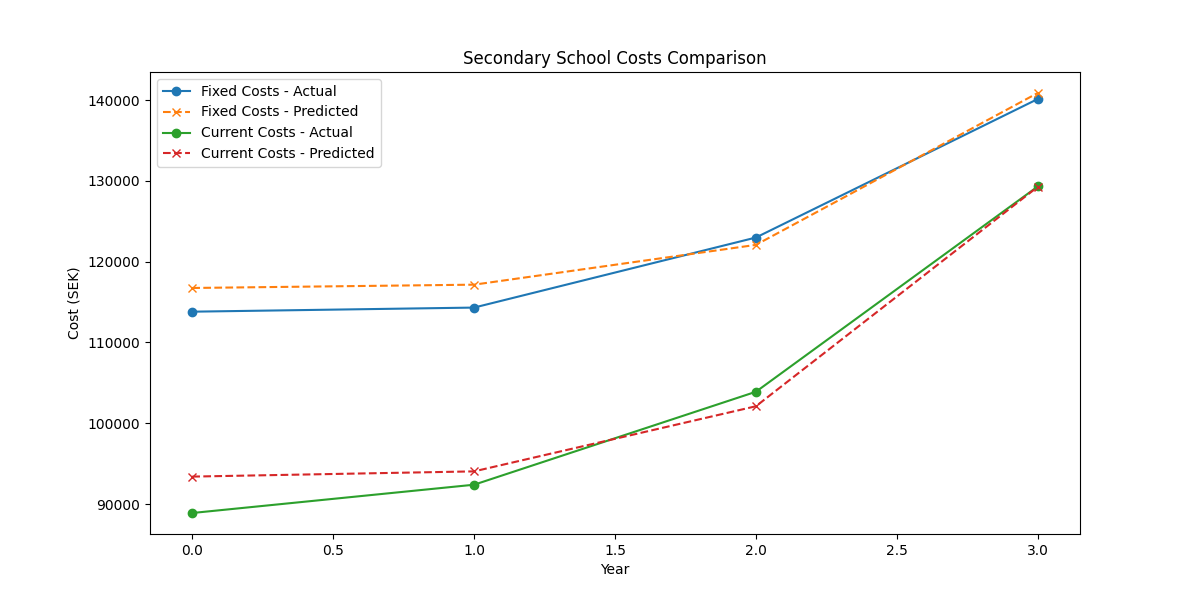 Secondary School Costs Comparison
Fixed Costs - Actual
Fixed Costs - Predicted
Current Costs - Actual
Current Costs - Predicted
Cost (SEK)
140000
130000
120000
110000
100000
90000
0.0 0.5 1.0 1.5 2.0 2.5 3.0
Year